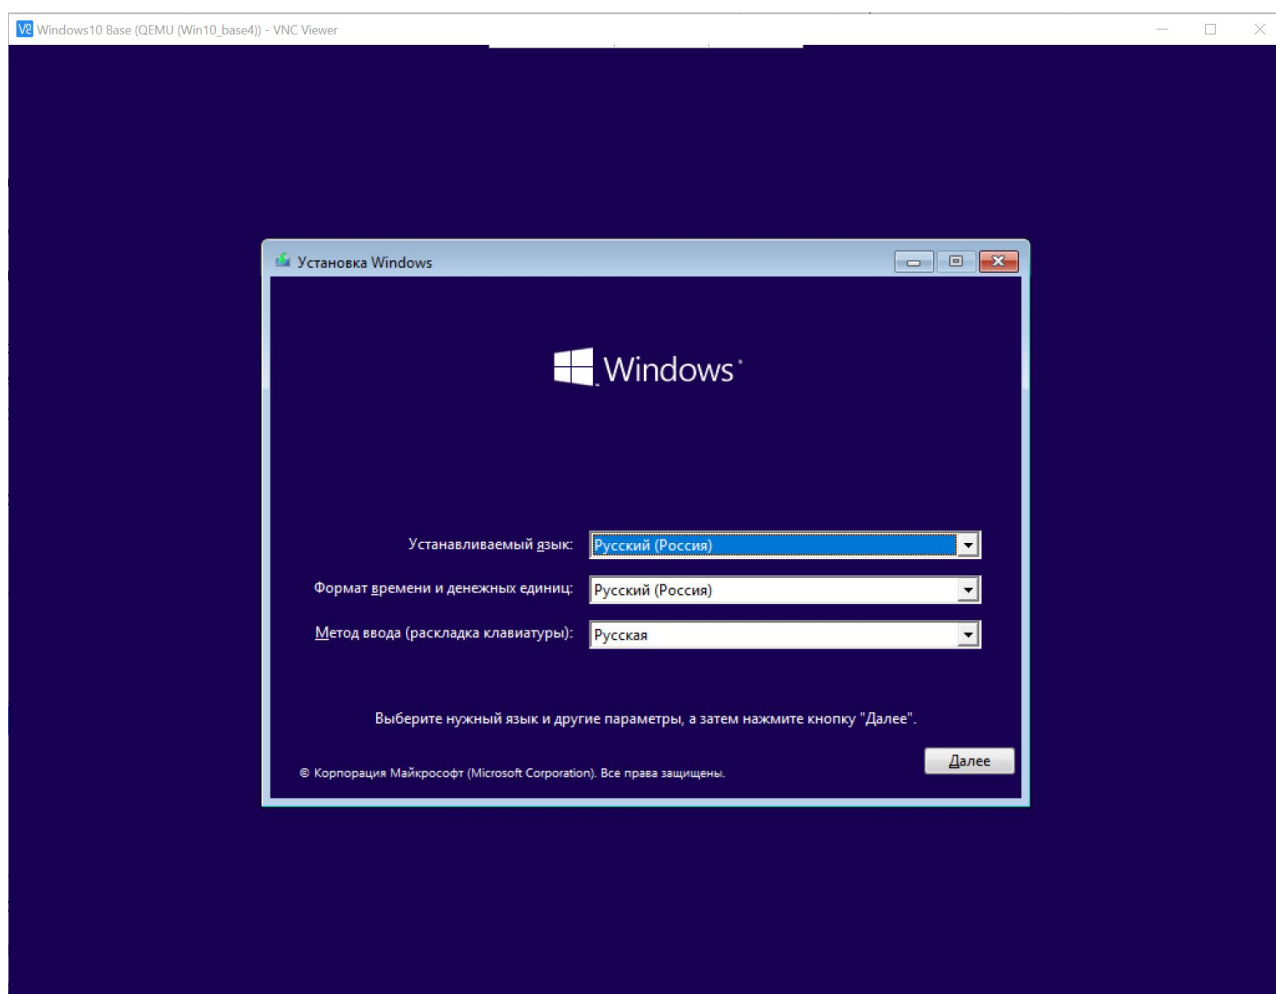 Windows10 Base (QEMU (Win10_base4)) - VNC Viewer
Установка Windows
Windows
Устанавливаемый язык: Русский (Россия)
Формат времени и денежных единиц: Русский (Россия)
Метод ввода (раскладка клавиатуры): Русская
Выберите нужный язык и другие параметры, а затем нажмите кнопку "Далее".
Далее
© Корпорация Майкрософт (Microsoft Corporation). Все права защищены.